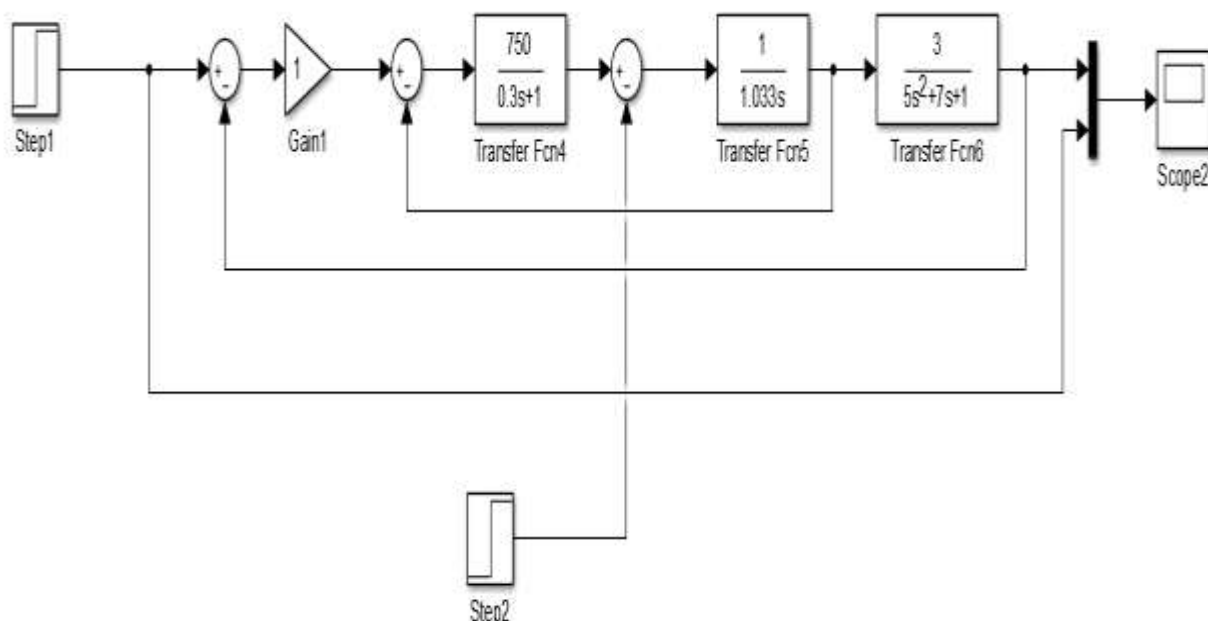 Step1
+
−
1
Gain1
+
−
750
0.3s+1
Transfer Fcn4
+
−
1
1.033s
Transfer Fcn5
3
5s²+7s+1
Transfer Fcn6
Scope2
Step2